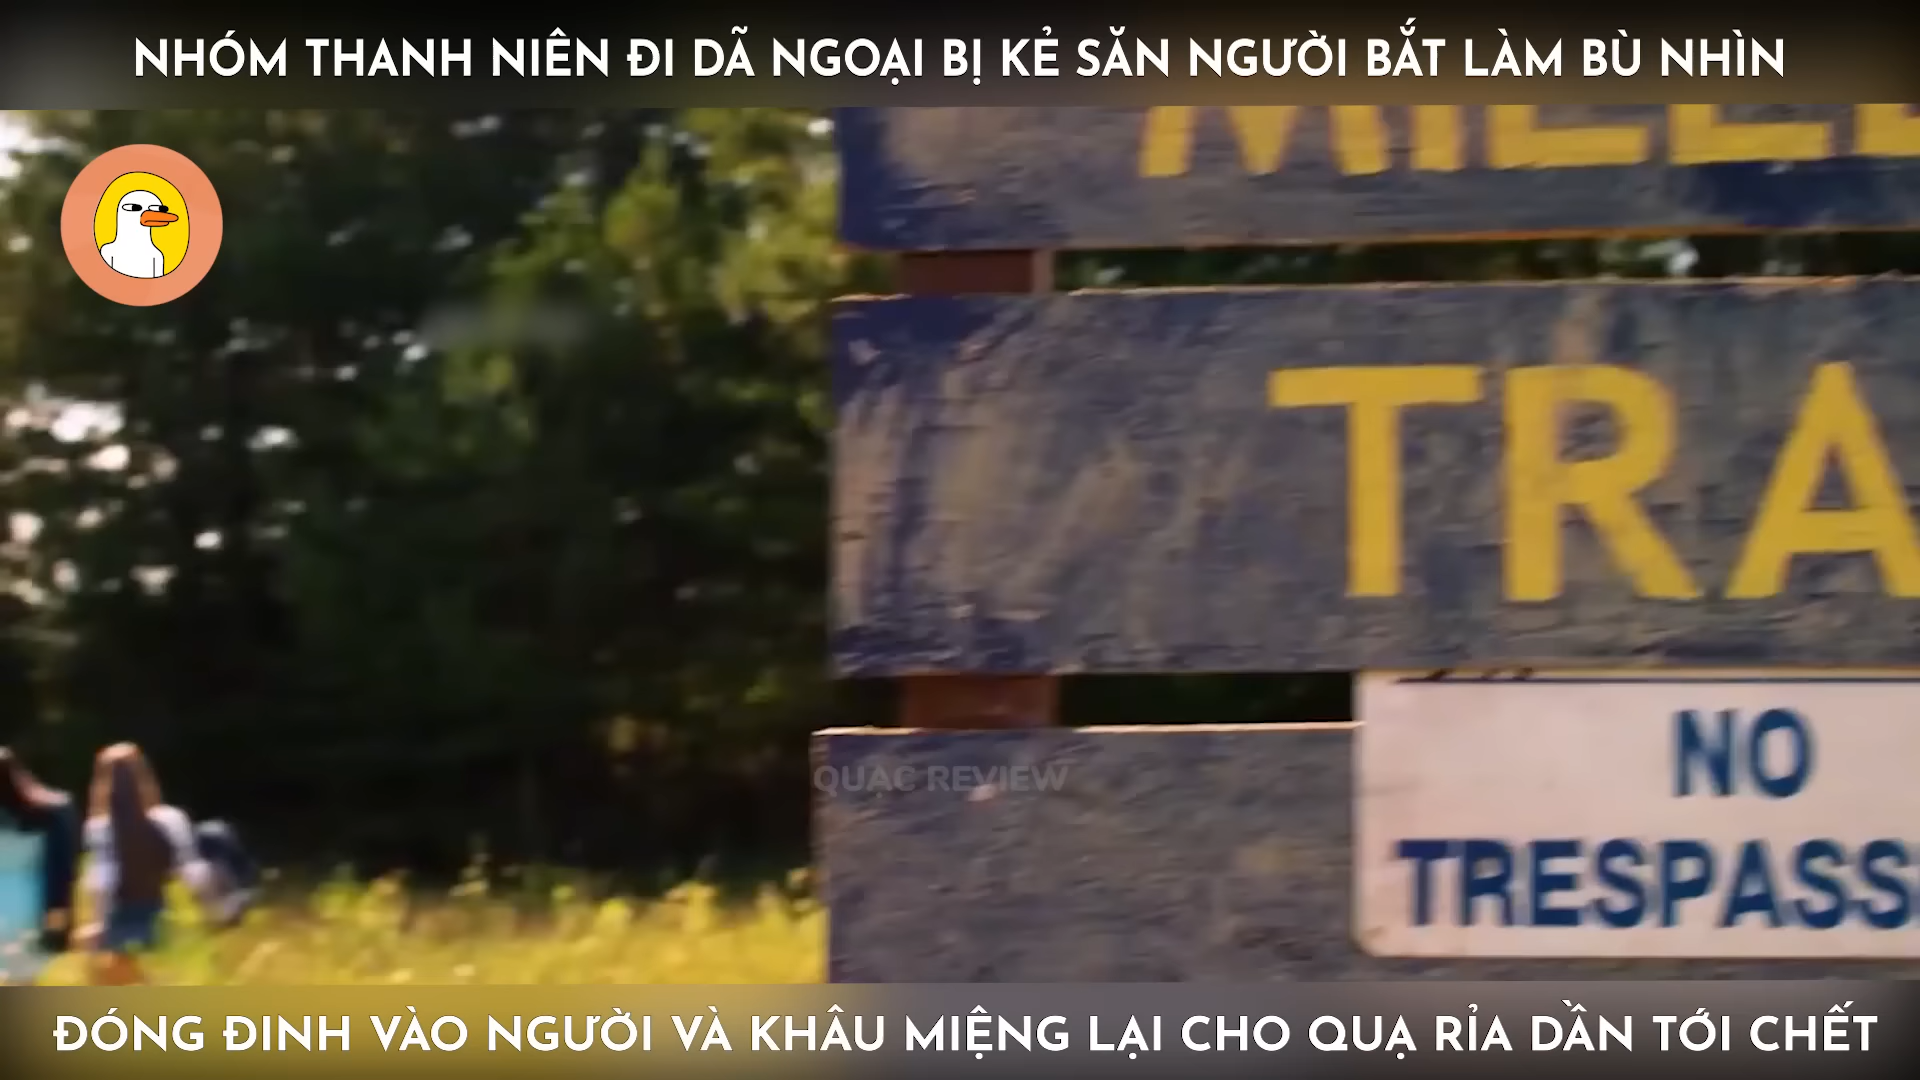 NHÓM THANH NIÊN ĐI DÃ NGOẠI BỊ KẺ SĂN NGƯỜI BẮT LÀM BÙ NHÌN
TRA
NO
TRESPASS
QUẠC REVIEW
ĐÓNG ĐINH VÀO NGƯỜI VÀ KHÂU MIỆNG LẠI CHO QUẠ RỈA DẦN TỚI CHẾT